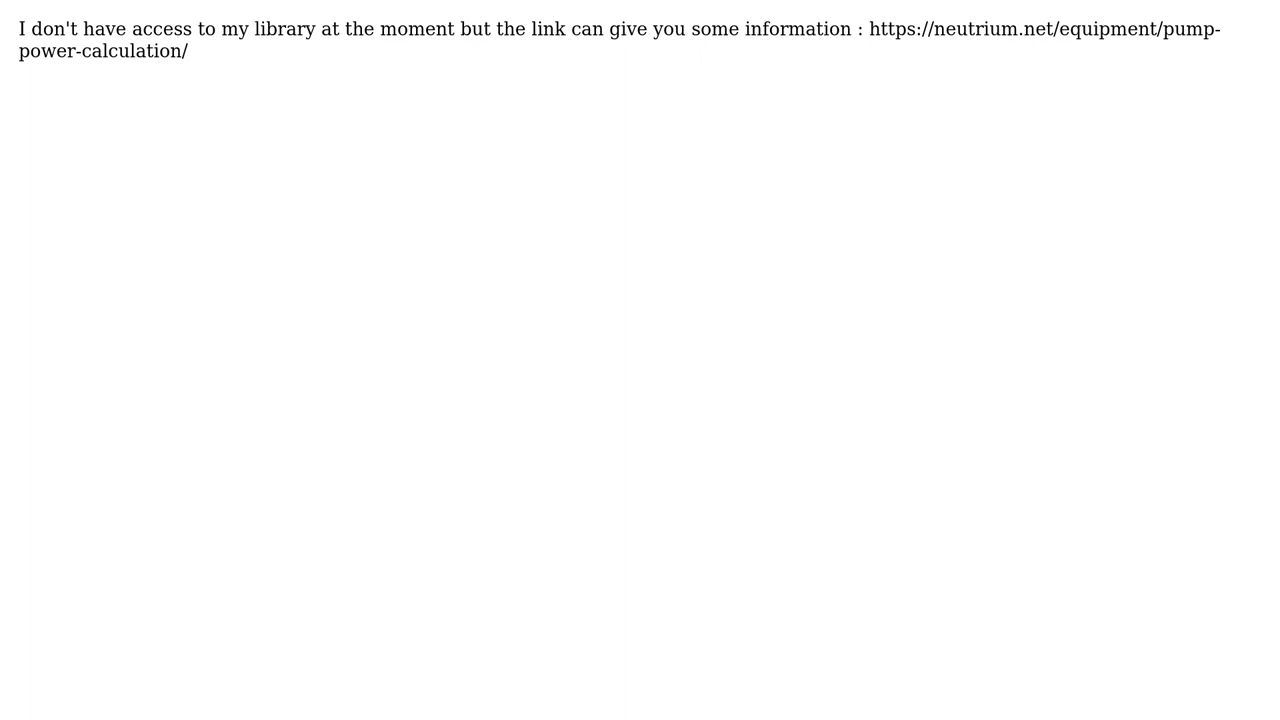 I don't have access to my library at the moment but the link can give you some information : https://neutrium.net/equipment/pump-
power-calculation/